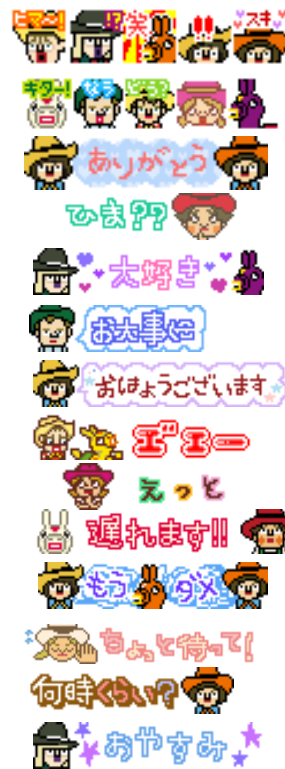 ヒマ~! !? 笑 !! スキ
キター! なう どう?
ありがとう
ひま??
大好き
お大事に
おはようございます
エェー
えっと
遅れます!!
もう ダメ
ちょっと待って!
何時くらい?
おやすみ